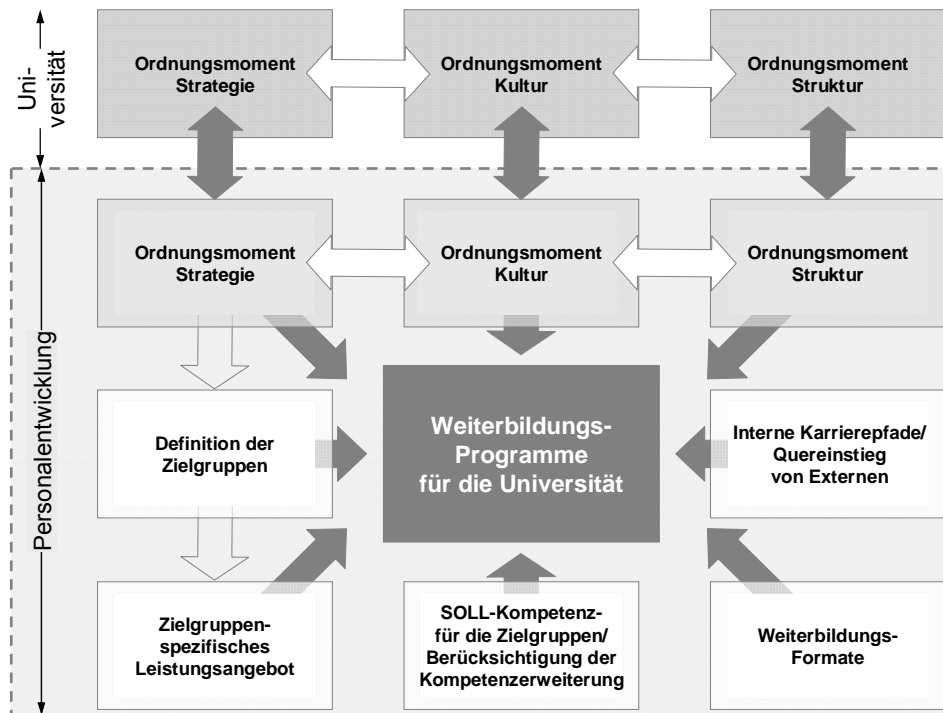 Uni-
versität
Ordnungsmoment
Strategie
Ordnungsmoment
Kultur
Ordnungsmoment
Struktur
Personalentwicklung
Ordnungsmoment
Strategie
Ordnungsmoment
Kultur
Ordnungsmoment
Struktur
Definition der
Zielgruppen
Weiterbildungs-
Programme
für die Universität
Interne Karrierepfade/
Quereinstieg
von Externen
Zielgruppen-
spezifisches
Leistungsangebot
SOLL-Kompetenz-
für die Zielgruppen/
Berücksichtigung der
Kompetenzerweiterung
Weiterbildungs-
Formate